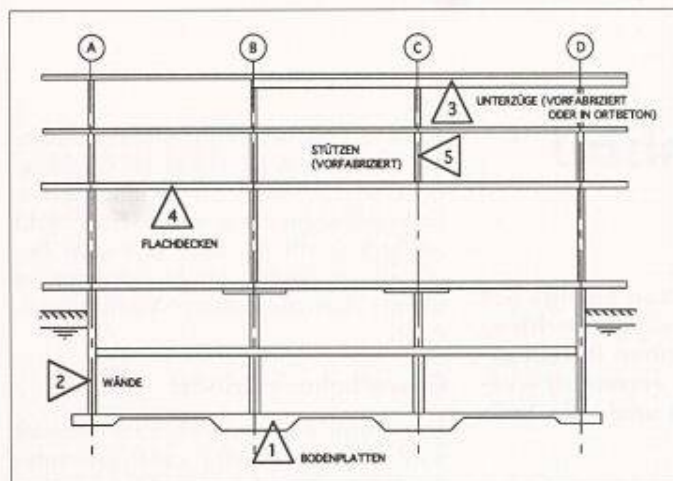 A B C D
3 UNTERZÜGE (VORFABRIZIERT
ODER IN ORTBETON)
STÜTZEN
(VORFABRIZIERT) 5
4
FLACHDECKEN
2 WÄNDE
1 BODENPLATTEN